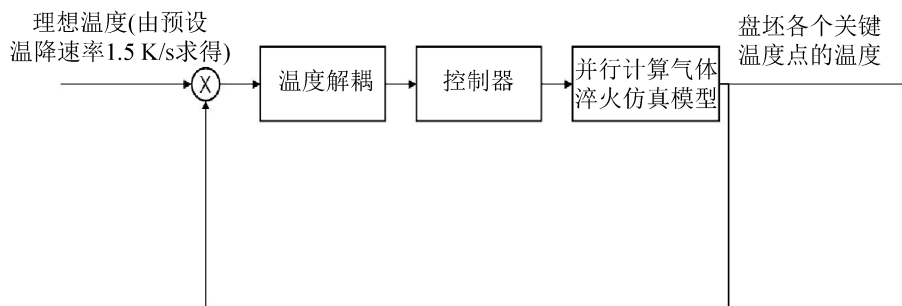 理想温度(由预设
温降速率1.5 K/s求得)
X
温度解耦
控制器
并行计算气体
淬火仿真模型
盘坯各个关键
温度点的温度